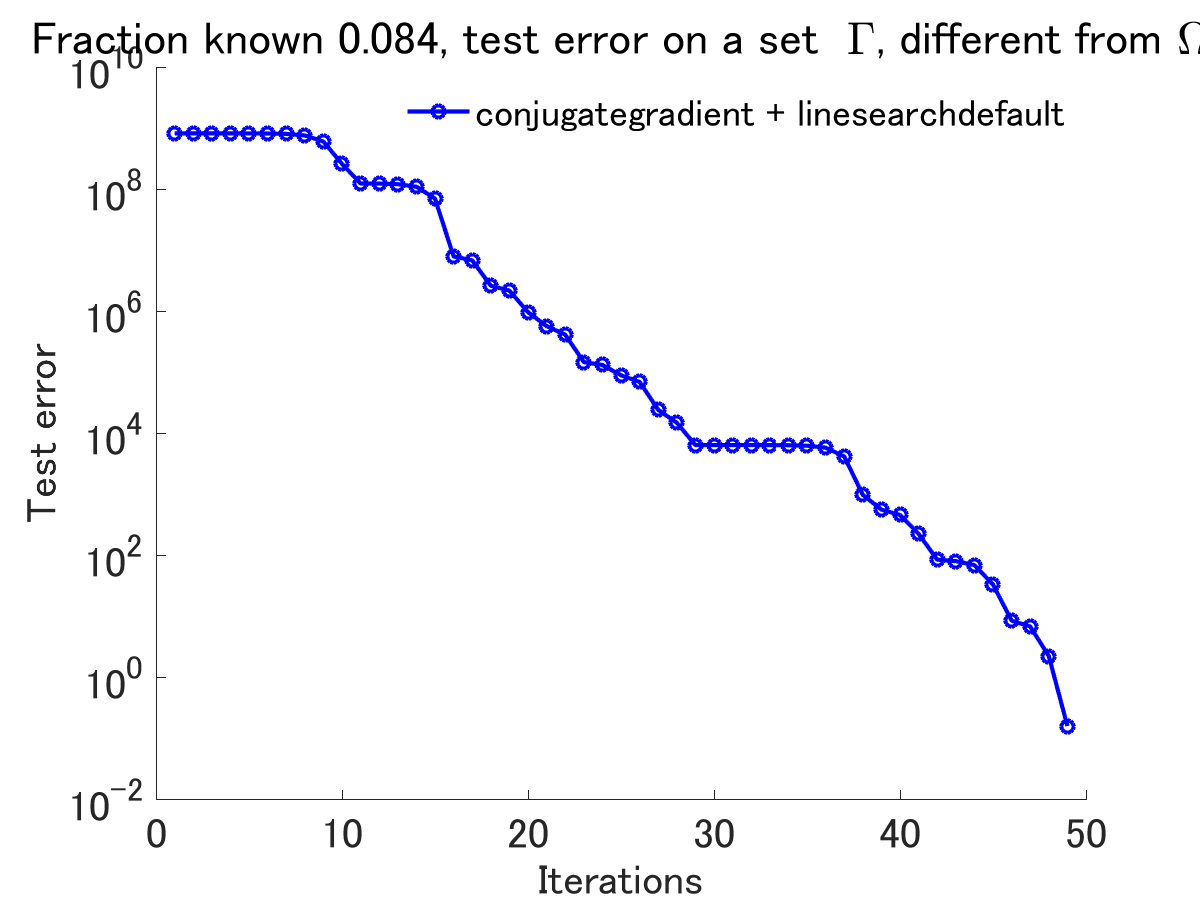 Fraction known 0.084, test error on a set Γ, different from Ω
10^10
conjugategradient + linesearchdefault
10^8
10^6
10^4
10^2
10^0
10^-2
Test error
0 10 20 30 40 50
Iterations